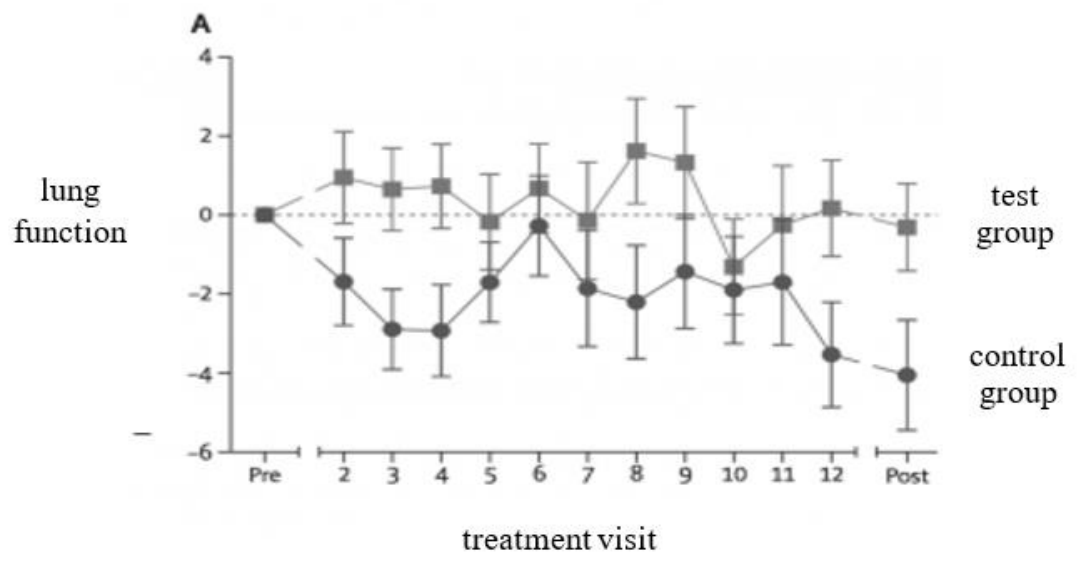 A
4
2
0
−2
−4
−6
lung
function
test
group
control
group
–
Pre 2 3 4 5 6 7 8 9 10 11 12 Post
treatment visit